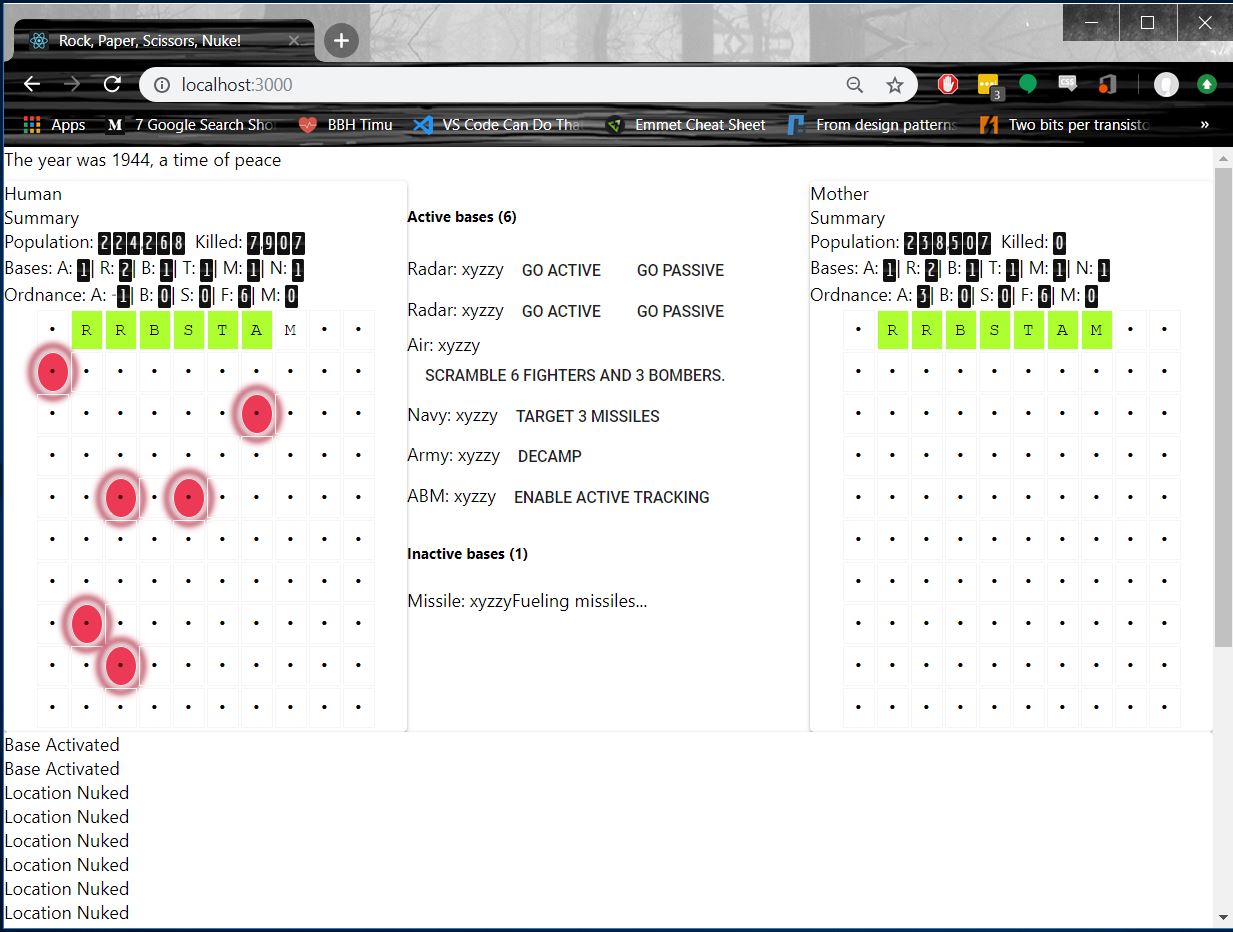 Rock, Paper, Scissors, Nuke!
localhost:3000
3
Apps M 7 Google Search Sho BBH Timu VS Code Can Do Tha Emmet Cheat Sheet From design patterns Two bits per transisto »
The year was 1944, a time of peace
Human
Summary
Population: 224,268 Killed: 7,907
Bases: A: 1| R: 2| B: 1| T: 1| M: 1| N: 1
Ordnance: A: -1| B: 0| S: 0| F: 6| M: 0
R R B S T A M
Active bases (6)
Radar: xyzzy GO ACTIVE GO PASSIVE
Radar: xyzzy GO ACTIVE GO PASSIVE
Air: xyzzy
SCRAMBLE 6 FIGHTERS AND 3 BOMBERS.
Navy: xyzzy TARGET 3 MISSILES
Army: xyzzy DECAMP
ABM: xyzzy ENABLE ACTIVE TRACKING
Inactive bases (1)
Missile: xyzzyFueling missiles...
Mother
Summary
Population: 238,507 Killed: 0
Bases: A: 1| R: 2| B: 1| T: 1| M: 1| N: 1
Ordnance: A: 3| B: 0| S: 0| F: 6| M: 0
R R B S T A M
Base Activated
Base Activated
Location Nuked
Location Nuked
Location Nuked
Location Nuked
Location Nuked
Location Nuked